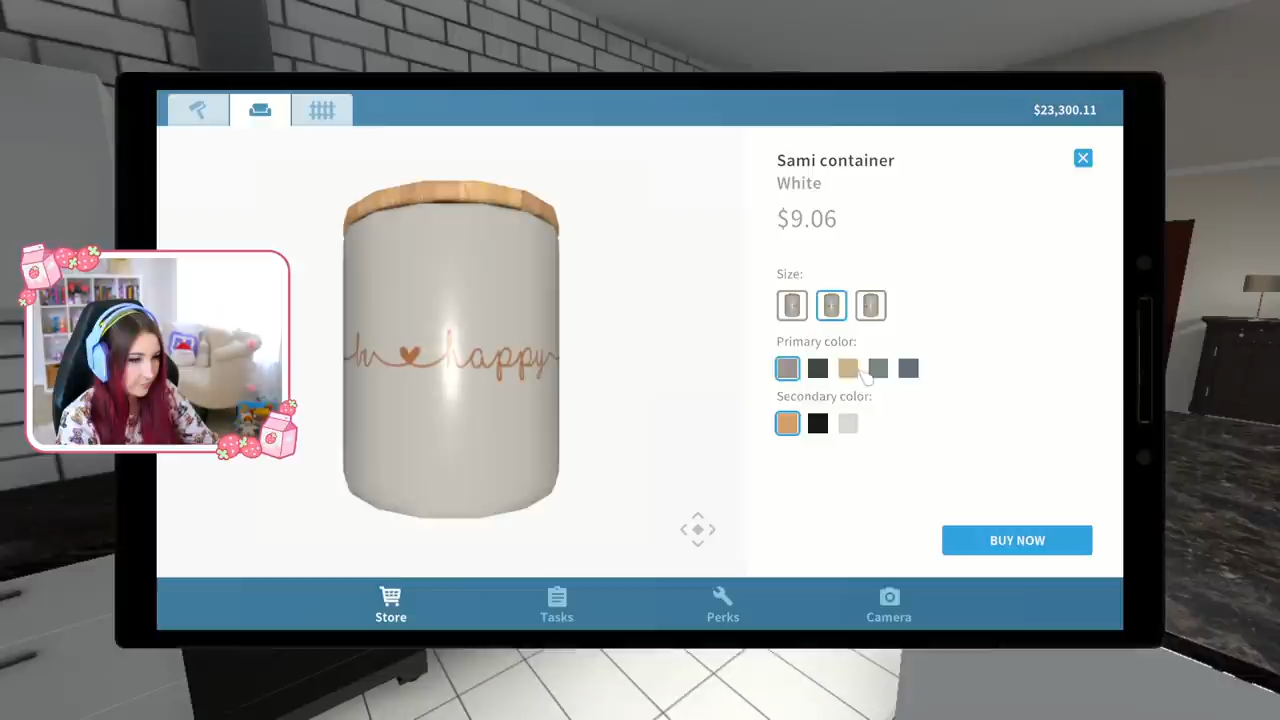 $23,300.11
Sami container
White
$9.06
Size:
Primary color:
Secondary color:
happy
BUY NOW
Store
Tasks
Perks
Camera